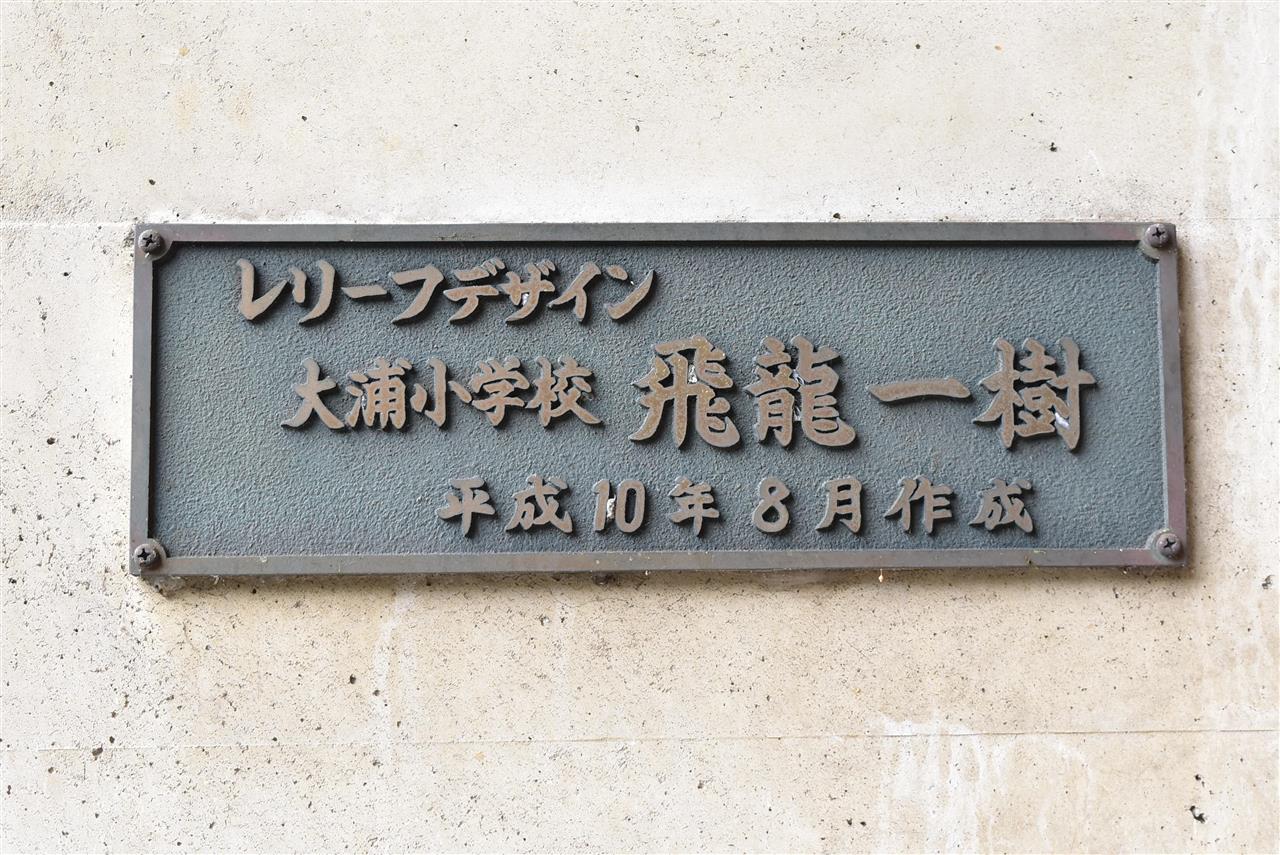 レリーフデザイン
大浦小学校 飛龍一樹
平成10年8月作成